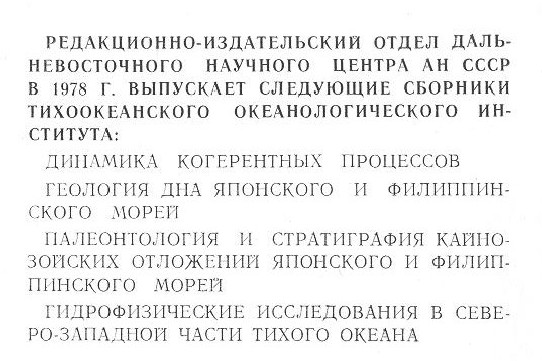 РЕДАКЦИОННО-ИЗДАТЕЛЬСКИЙ ОТДЕЛ ДАЛЬ-
НЕВОСТОЧНОГО НАУЧНОГО ЦЕНТРА АН СССР
В 1978 Г. ВЫПУСКАЕТ СЛЕДУЮЩИЕ СБОРНИКИ
ТИХООКЕАНСКОГО ОКЕАНОЛОГИЧЕСКОГО ИН-
СТИТУТА:
ДИНАМИКА КОГЕРЕНТНЫХ ПРОЦЕССОВ
ГЕОЛОГИЯ ДНА ЯПОНСКОГО И ФИЛИППИН-
СКОГО МОРЕЙ
ПАЛЕОНТОЛОГИЯ И СТРАТИГРАФИЯ КАЙНО-
ЗОЙСКИХ ОТЛОЖЕНИЙ ЯПОНСКОГО И ФИЛИП-
ПИНСКОГО МОРЕЙ
ГИДРОФИЗИЧЕСКИЕ ИССЛЕДОВАНИЯ В СЕВЕ-
РО-ЗАПАДНОЙ ЧАСТИ ТИХОГО ОКЕАНА